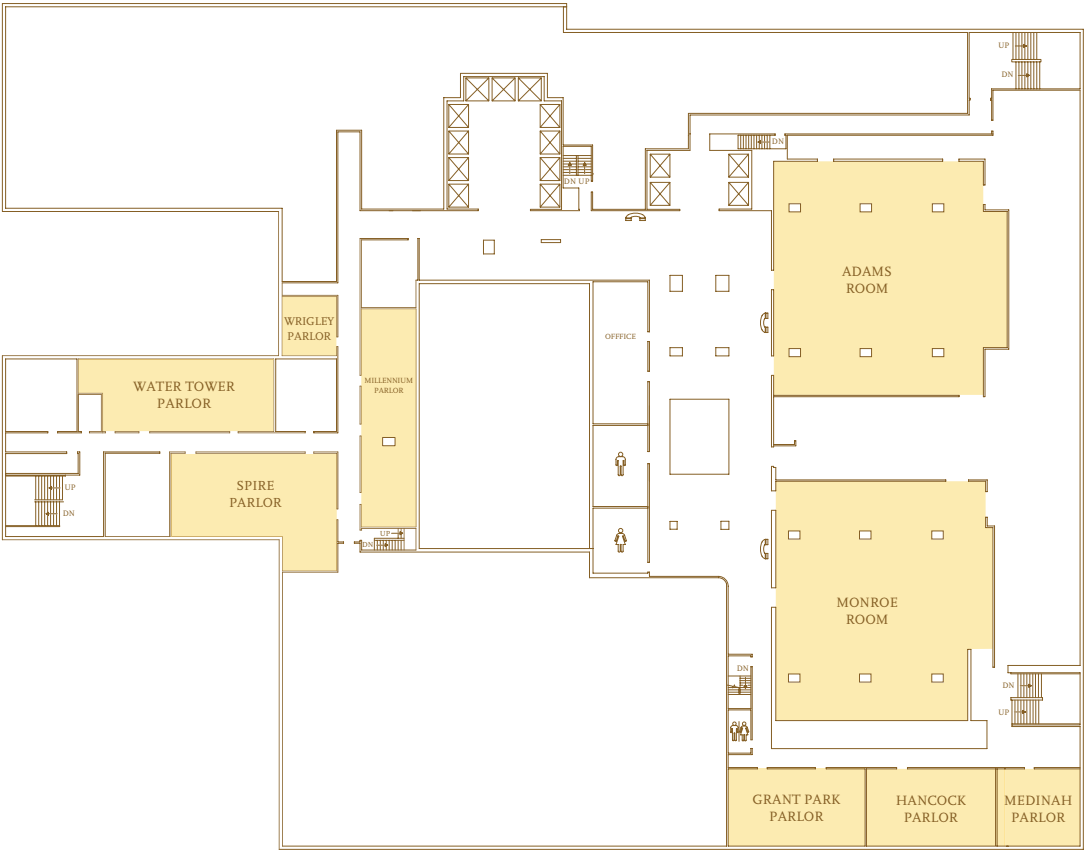 UP
DN
DN
DN UP
ADAMS
ROOM
WRIGLEY
PARLOR
OFFFICE
MILLENNIUM
PARLOR
WATER TOWER
PARLOR
SPIRE
PARLOR
UP
DN
UP
DN
MONROE
ROOM
DN
DN
UP
GRANT PARK
PARLOR
HANCOCK
PARLOR
MEDINAH
PARLOR